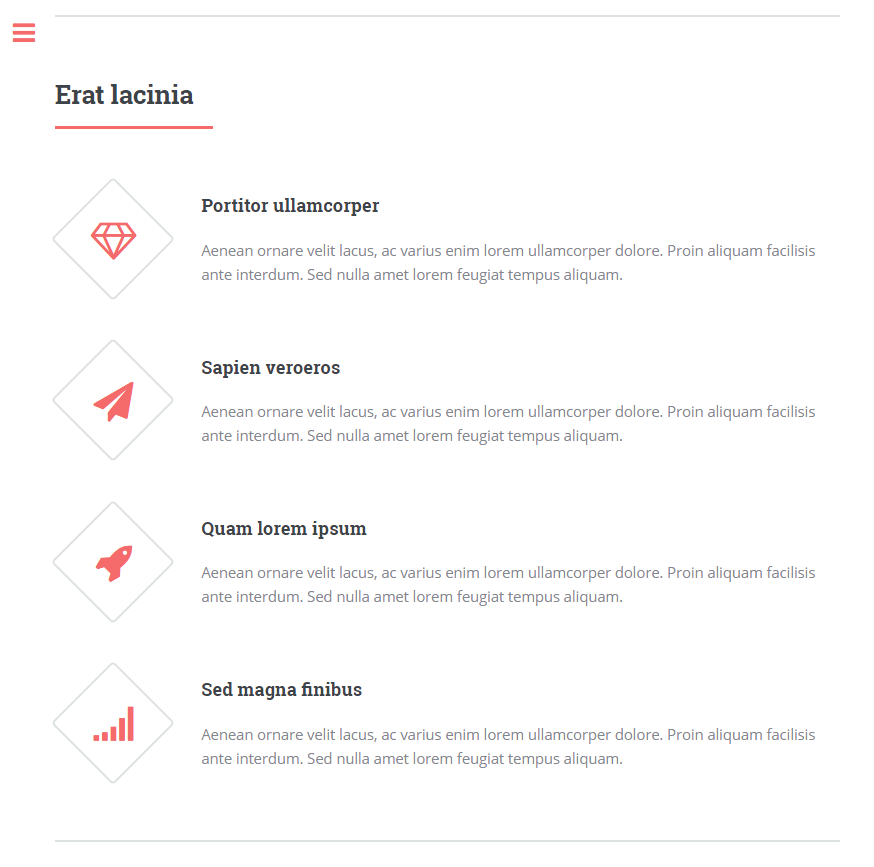 Erat lacinia
Portitor ullamcorper
Aenean ornare velit lacus, ac varius enim lorem ullamcorper dolore. Proin aliquam facilisis
ante interdum. Sed nulla amet lorem feugiat tempus aliquam.
Sapien veroeros
Aenean ornare velit lacus, ac varius enim lorem ullamcorper dolore. Proin aliquam facilisis
ante interdum. Sed nulla amet lorem feugiat tempus aliquam.
Quam lorem ipsum
Aenean ornare velit lacus, ac varius enim lorem ullamcorper dolore. Proin aliquam facilisis
ante interdum. Sed nulla amet lorem feugiat tempus aliquam.
Sed magna finibus
Aenean ornare velit lacus, ac varius enim lorem ullamcorper dolore. Proin aliquam facilisis
ante interdum. Sed nulla amet lorem feugiat tempus aliquam.